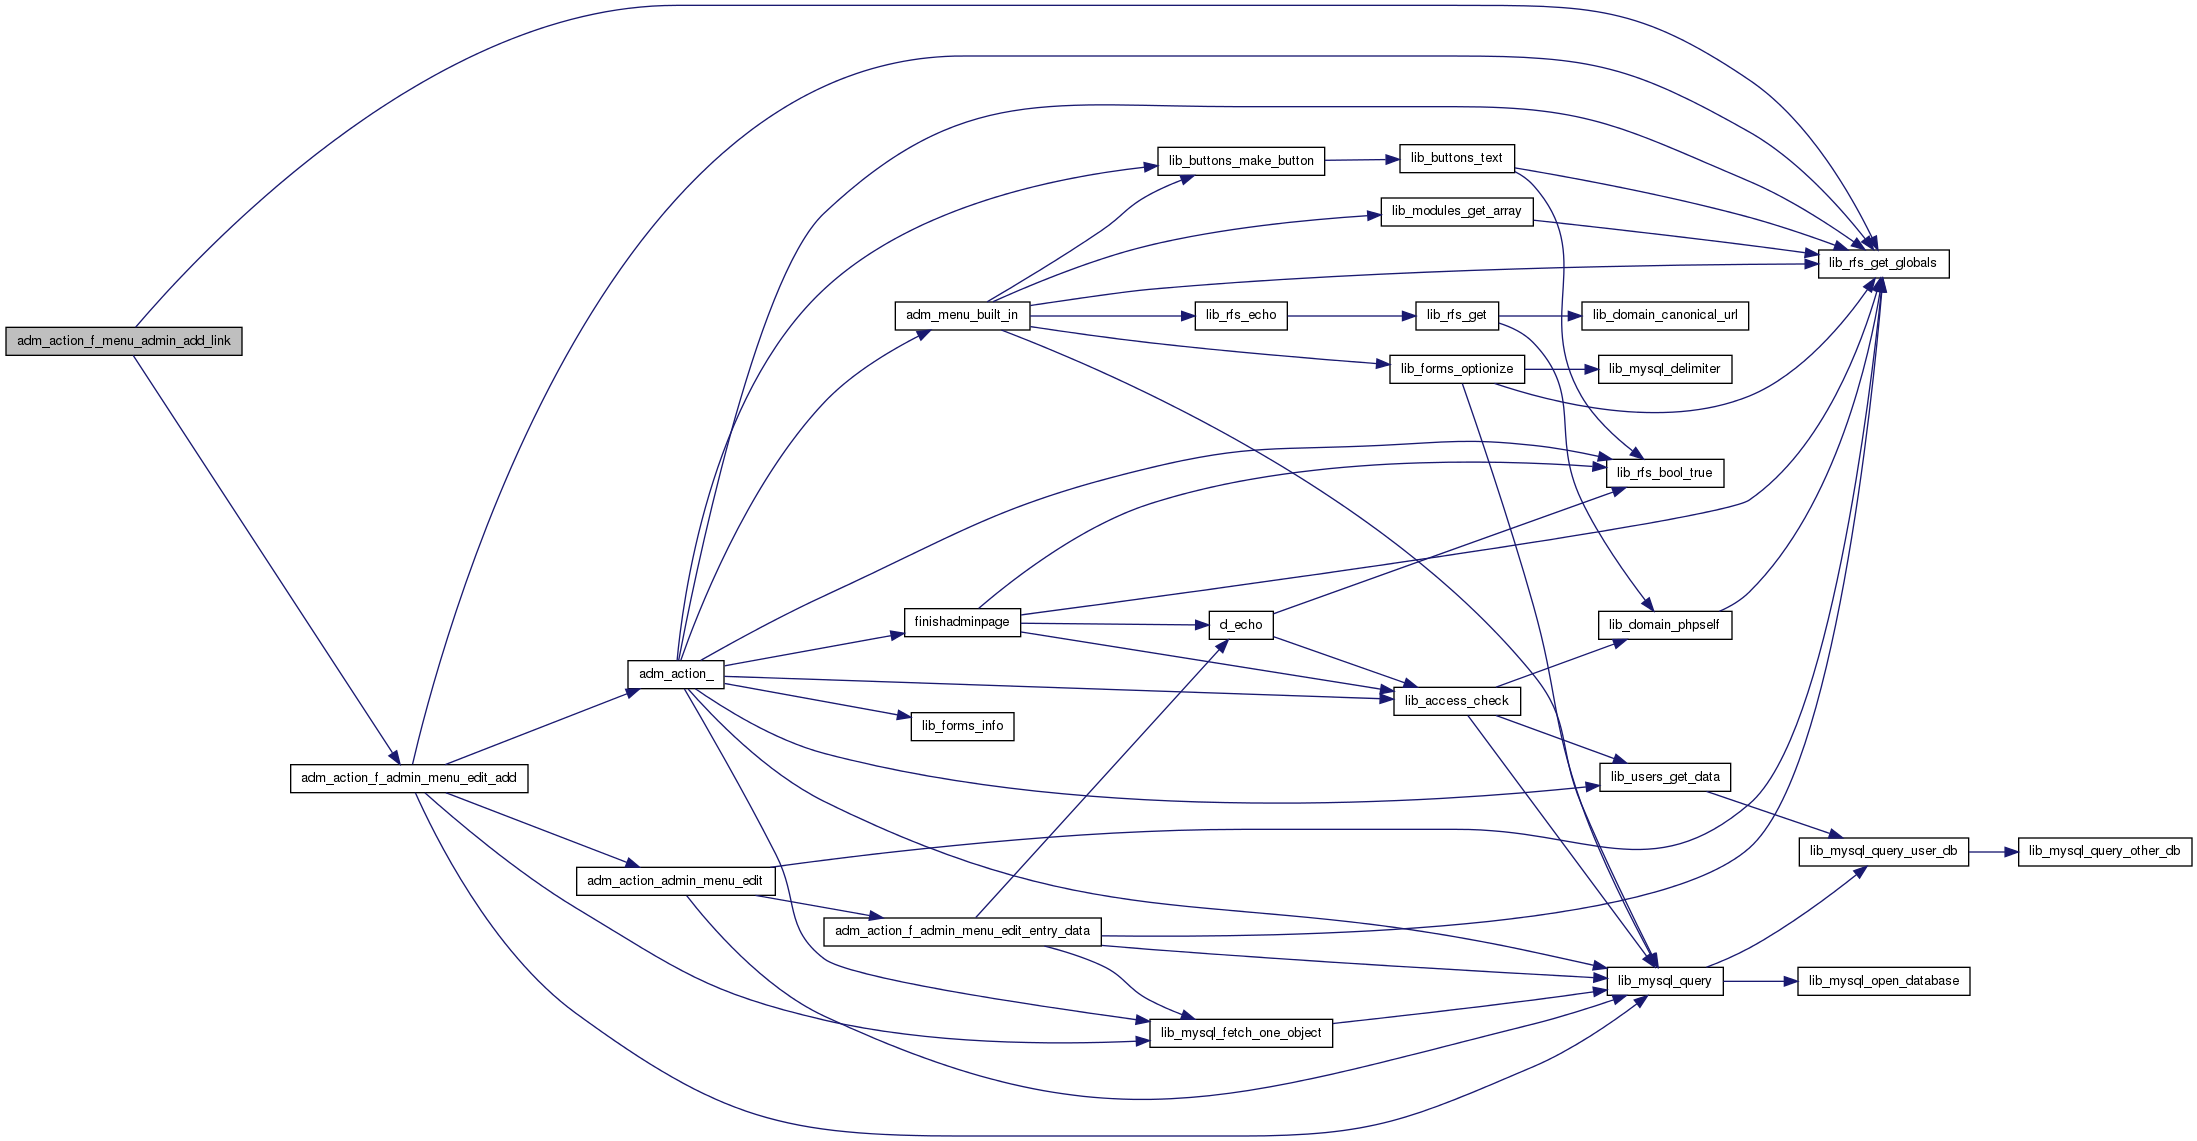 adm_action_f_menu_admin_add_link
adm_action_f_admin_menu_edit_add
adm_action_
adm_action_admin_menu_edit
adm_menu_built_in
finishadminpage
lib_forms_info
adm_action_f_admin_menu_edit_entry_data
lib_buttons_make_button
lib_rfs_echo
d_echo
lib_mysql_fetch_one_object
lib_buttons_text
lib_modules_get_array
lib_rfs_get
lib_forms_optionize
lib_access_check
lib_domain_canonical_url
lib_mysql_delimiter
lib_rfs_bool_true
lib_domain_phpself
lib_users_get_data
lib_mysql_query
lib_rfs_get_globals
lib_mysql_query_user_db
lib_mysql_open_database
lib_mysql_query_other_db